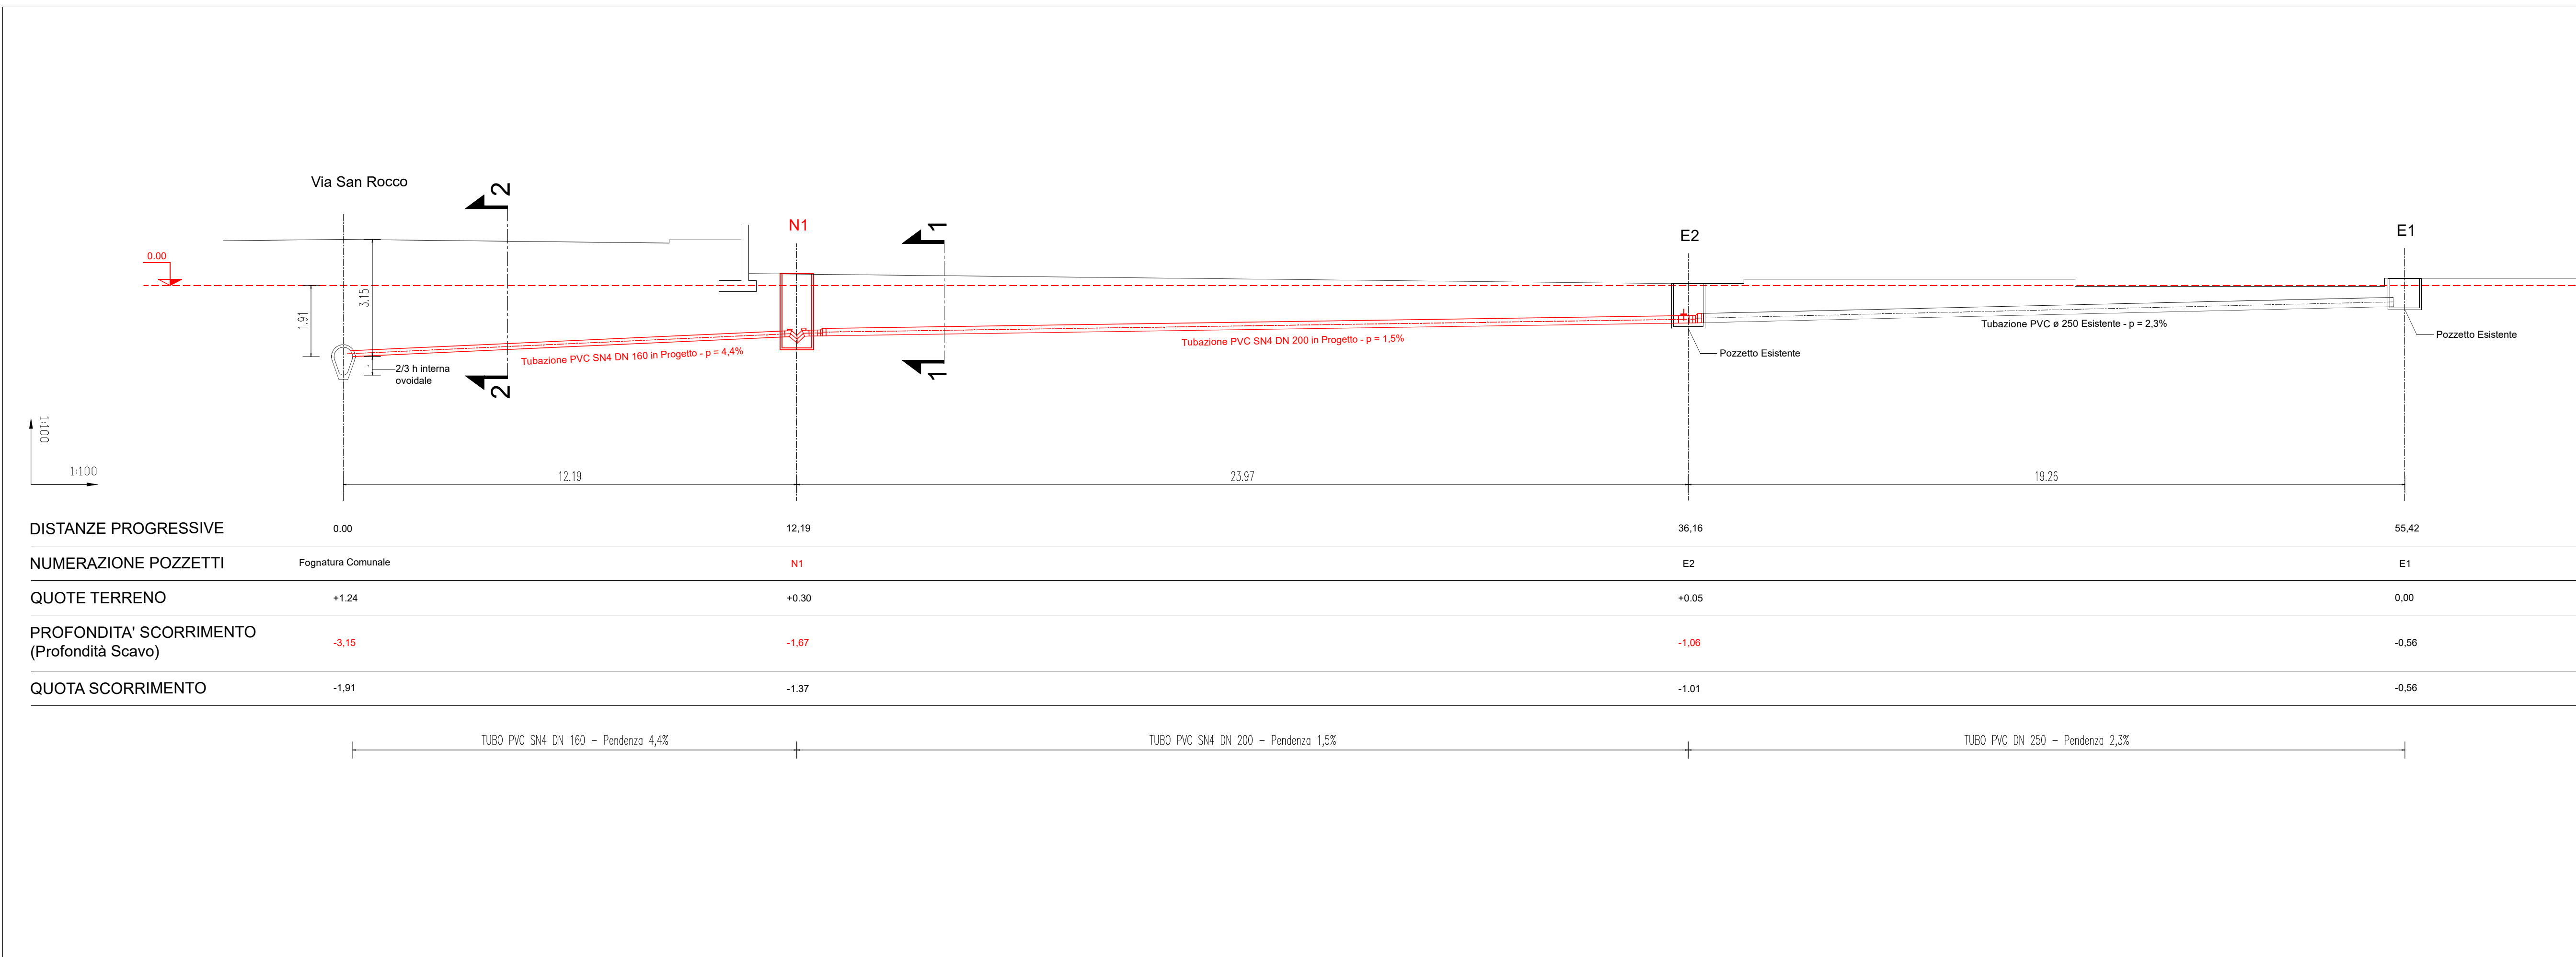 Via San Rocco
2
N1
1
E2
E1
0.00
3.15
1.91
Tubazione PVC SN4 DN 160 in Progetto - p = 4,4%
Tubazione PVC SN4 DN 200 in Progetto - p = 1,5%
Tubazione PVC ø 250 Esistente - p = 2,3%
Pozzetto Esistente
Pozzetto Esistente
2/3 h interna
ovoidale
2
1
1:100
1:100
12.19
23.97
19.26
DISTANZE PROGRESSIVE 0.00 12,19 36,16 55,42
NUMERAZIONE POZZETTI Fognatura Comunale N1 E2 E1
QUOTE TERRENO +1.24 +0.30 +0.05 0,00
PROFONDITA' SCORRIMENTO
(Profondità Scavo) -3,15 -1,67 -1,06 -0,56
QUOTA SCORRIMENTO -1,91 -1.37 -1.01 -0,56
TUBO PVC SN4 DN 160 - Pendenza 4,4%
TUBO PVC SN4 DN 200 - Pendenza 1,5%
TUBO PVC DN 250 - Pendenza 2,3%